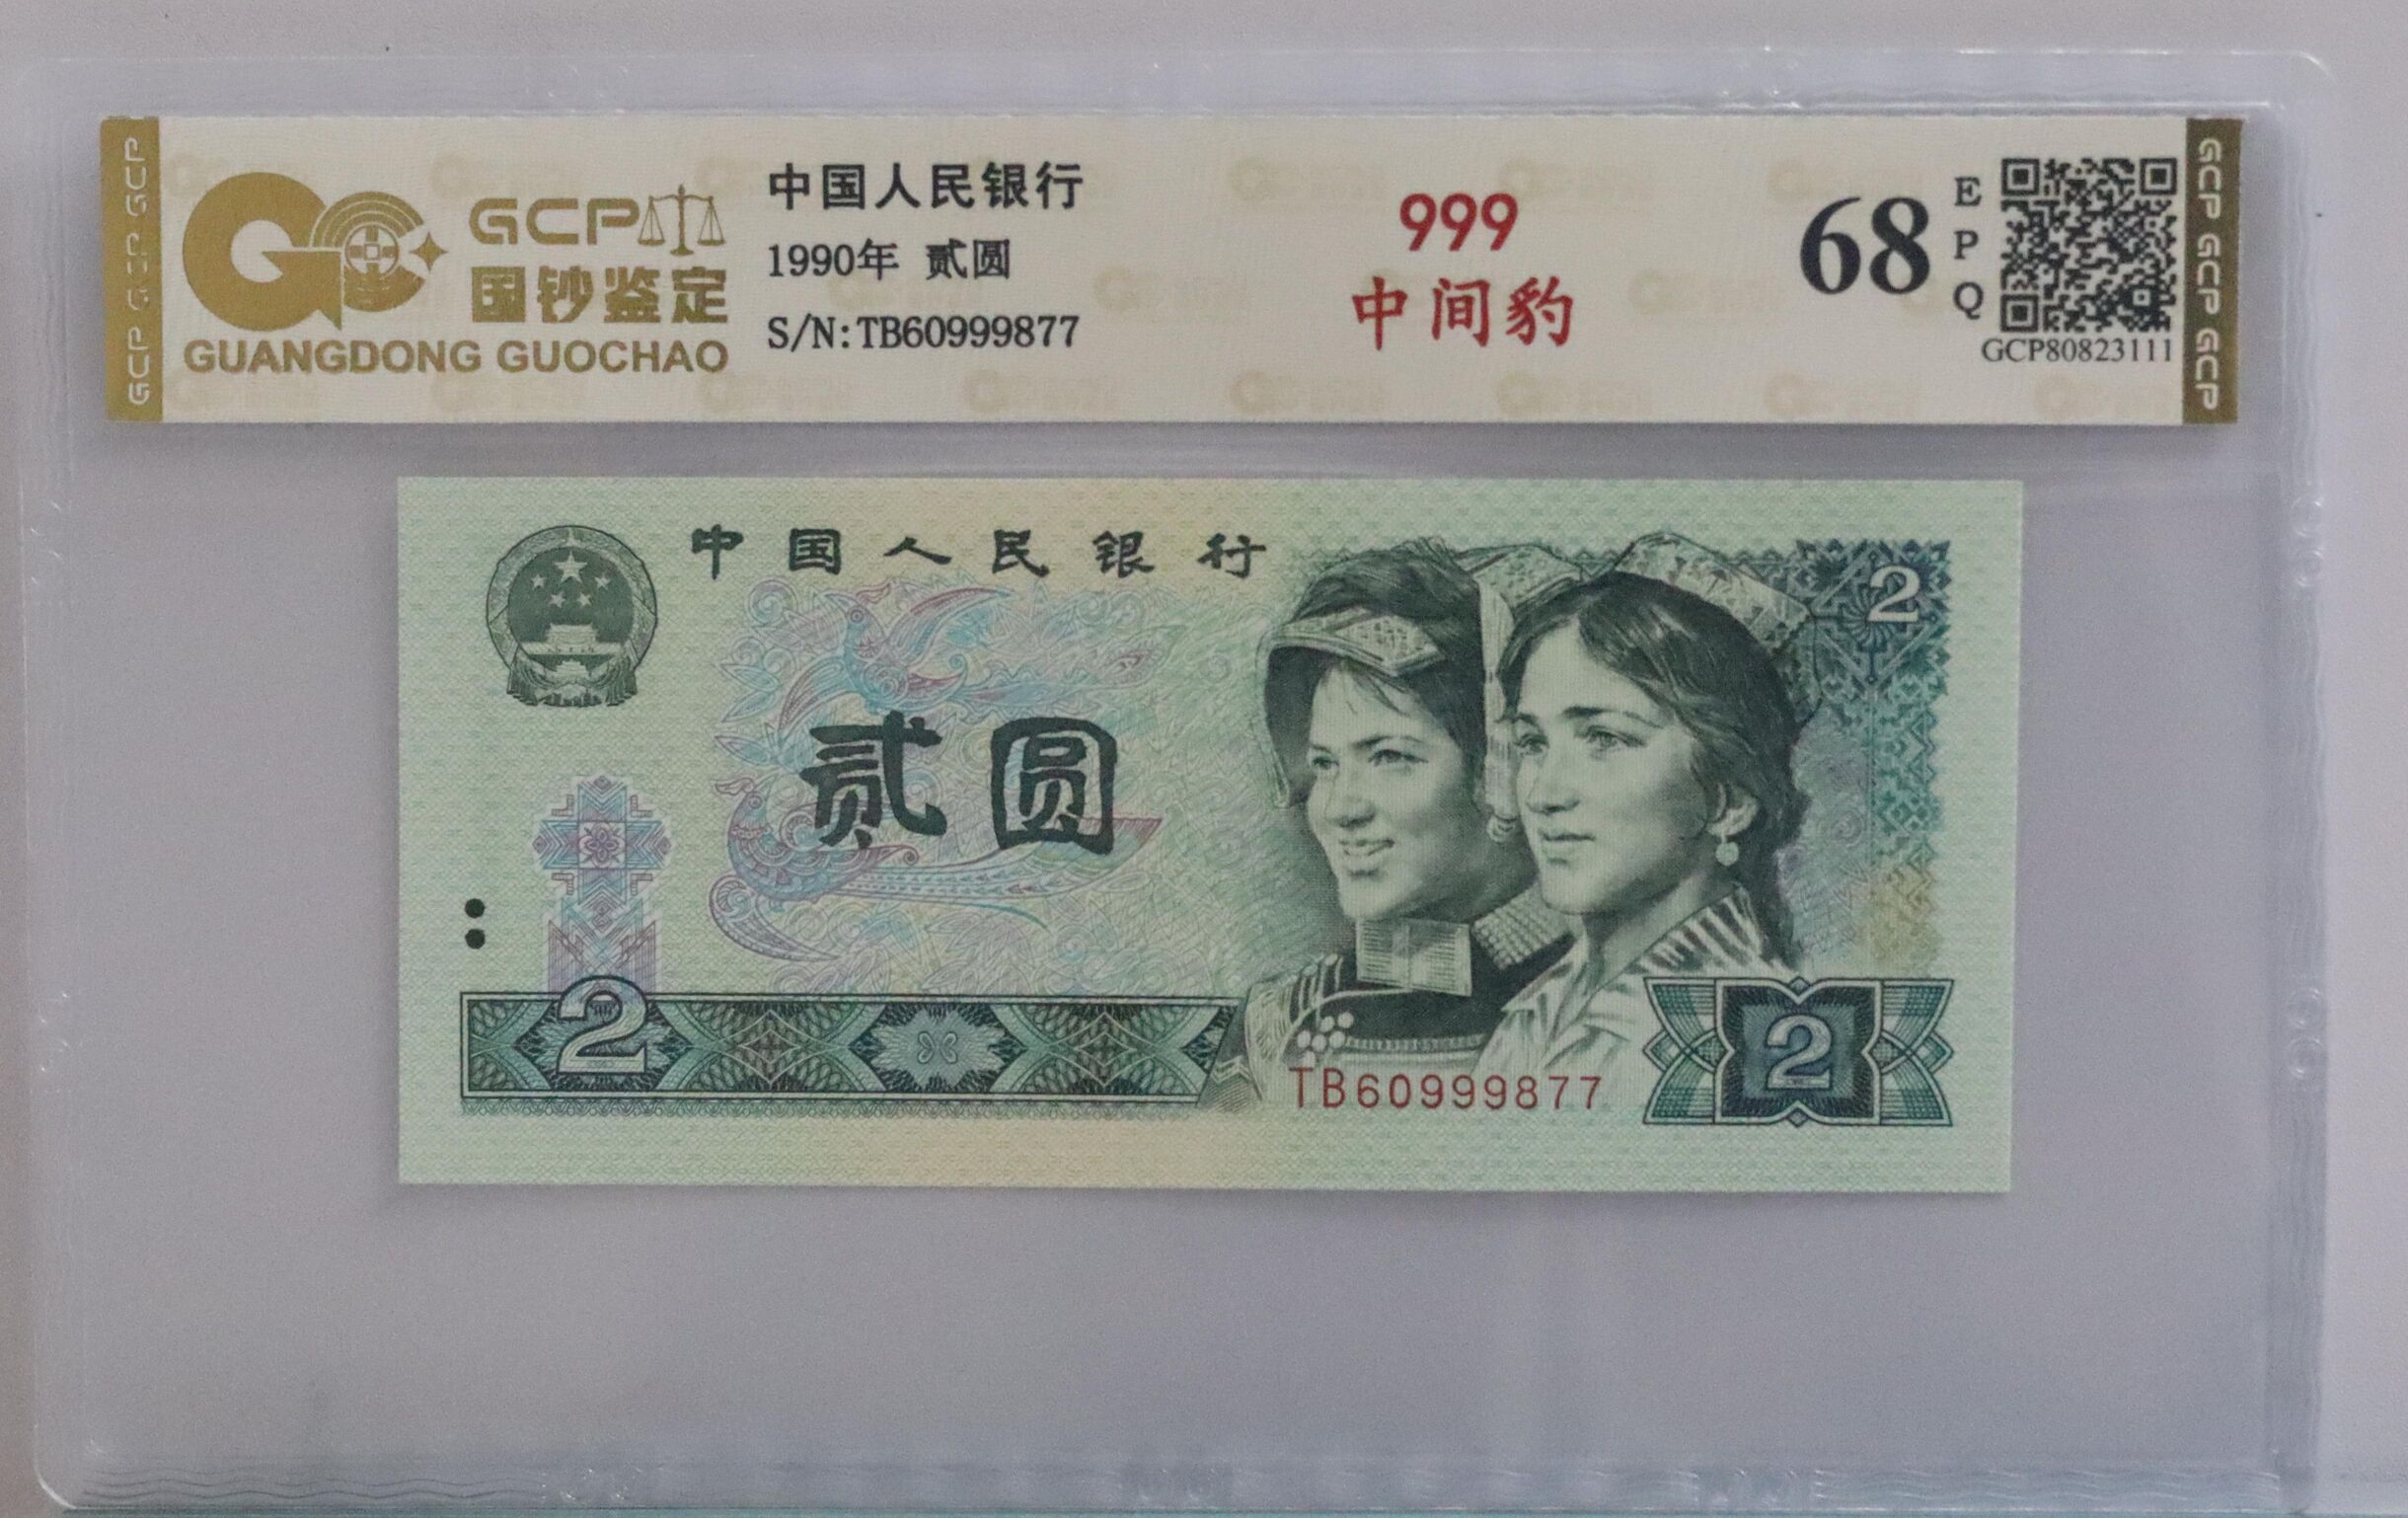 GCP GCP GCP
GCP
国钞鉴定
GUANGDONG GUOCHAO
中国人民银行
1990年 贰圆
S/N:TB60999877
999
中间豹
68
E
P
Q
GCP80823111
GCP GCP GCP
中国人民银行
2
贰圆
2
TB60999877
2